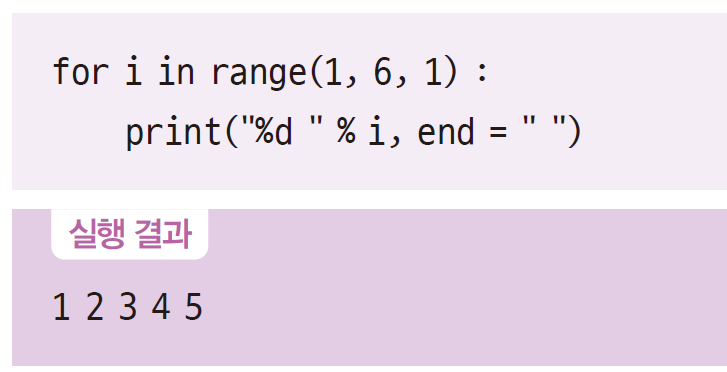 for i in range(1, 6, 1) :
    print("%d " % i, end = " ")
실행 결과
1 2 3 4 5